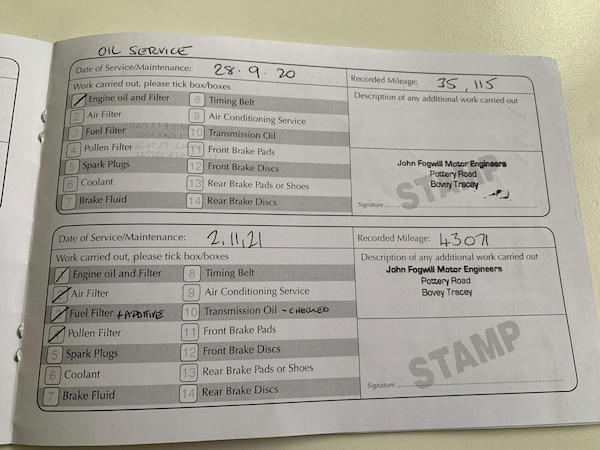 OIL SERVICE
Date of Service/Maintenance: 28.9.20 Recorded Mileage: 35,115
Work carried out, please tick box/boxes Description of any additional work carried out
Engine oil and Filter 8 Timing Belt
2 Air Filter 9 Air Conditioning Service
3 Fuel Filter 10 Transmission Oil
4 Pollen Filter 11 Front Brake Pads
5 Spark Plugs 12 Front Brake Discs
6 Coolant 13 Rear Brake Pads or Shoes
7 Brake Fluid 14 Rear Brake Discs
John Fogwill Motor Engineers
Pottery Road
Bovey Tracey
STAMP
Signature
Date of Service/Maintenance: 2,11,21 Recorded Mileage: 43071
Work carried out, please tick box/boxes Description of any additional work carried out
Engine oil and Filter 8 Timing Belt
Air Filter 9 Air Conditioning Service
Fuel Filter + ADDITIVE 10 Transmission Oil - CHECKED
Pollen Filter 11 Front Brake Pads
5 Spark Plugs 12 Front Brake Discs
6 Coolant 13 Rear Brake Pads or Shoes
7 Brake Fluid 14 Rear Brake Discs
John Fogwill Motor Engineers
Pottery Road
Bovey Tracey
STAMP
Signature